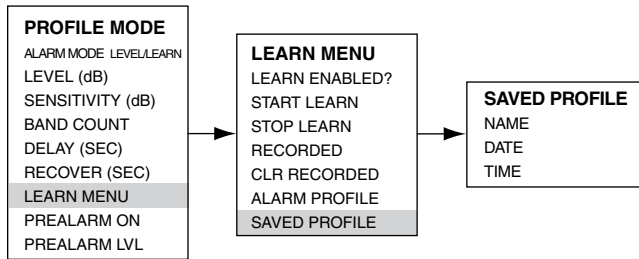 PROFILE MODE
ALARM MODE LEVEL/LEARN
LEVEL (dB)
SENSITIVITY (dB)
BAND COUNT
DELAY (SEC)
RECOVER (SEC)
LEARN MENU
PREALARM ON
PREALARM LVL
LEARN MENU
LEARN ENABLED?
START LEARN
STOP LEARN
RECORDED
CLR RECORDED
ALARM PROFILE
SAVED PROFILE
SAVED PROFILE
NAME
DATE
TIME